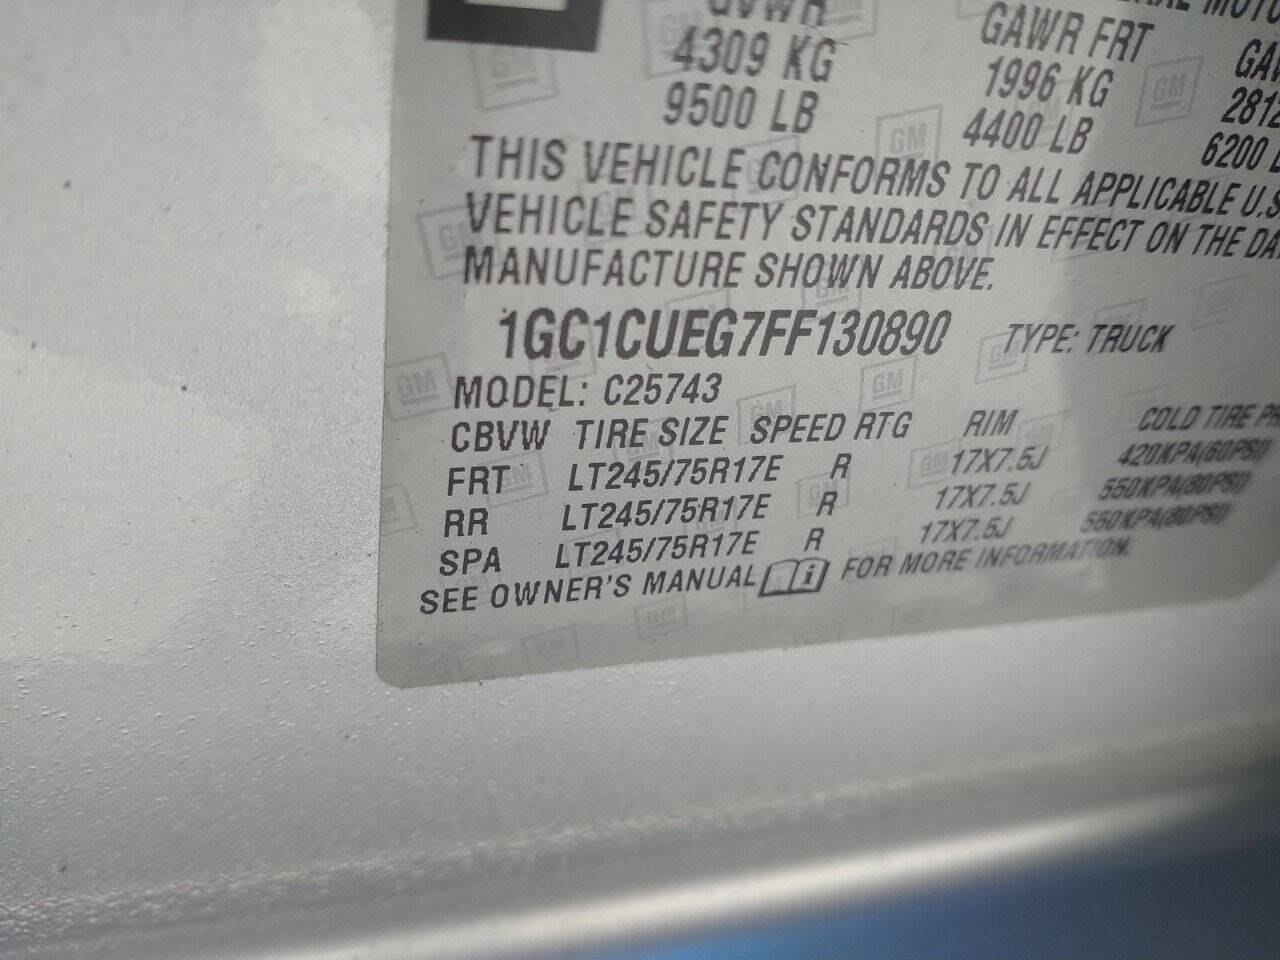 GVWR GAWR FRT
4309 KG 1996 KG 2812
9500 LB 4400 LB 6200
THIS VEHICLE CONFORMS TO ALL APPLICABLE U.S
VEHICLE SAFETY STANDARDS IN EFFECT ON THE DA
MANUFACTURE SHOWN ABOVE.
1GC1CUEG7FF130890 TYPE: TRUCK
MODEL: C25743
CBVW TIRE SIZE SPEED RTG RIM COLD TIRE PR
FRT LT245/75R17E R 17X7.5J 420KPA(60PSI)
RR LT245/75R17E R 17X7.5J 550KPA(80PSI)
SPA LT245/75R17E R 17X7.5J 550KPA(80PSI)
SEE OWNER'S MANUAL FOR MORE INFORMATION.